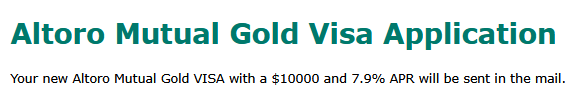 Altoro Mutual Gold Visa Application
Your new Altoro Mutual Gold VISA with a $10000 and 7.9% APR will be sent in the mail.